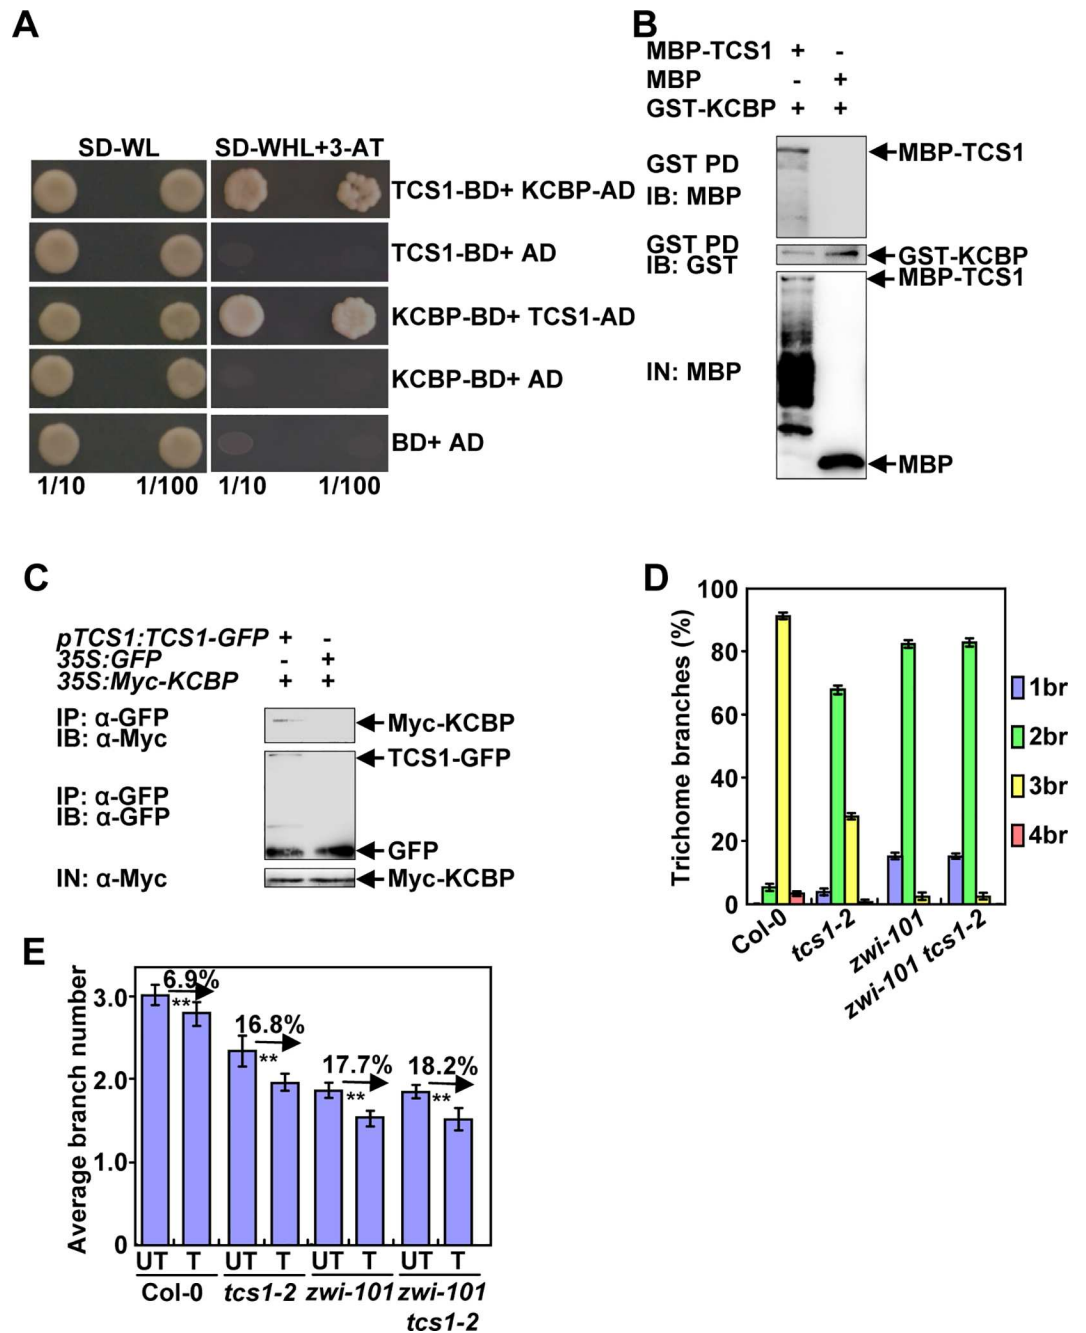 A
SD-WL
SD-WHL+3-AT
TCS1-BD+ KCBP-AD
TCS1-BD+ AD
KCBP-BD+ TCS1-AD
KCBP-BD+ AD
BD+ AD
1/10 1/100 1/10 1/100
B
MBP-TCS1 + -
MBP - +
GST-KCBP + +
GST PD
IB: MBP
MBP-TCS1
GST PD
IB: GST
GST-KCBP
MBP-TCS1
IN: MBP
MBP
C
pTCS1:TCS1-GFP + -
35S:GFP - +
35S:Myc-KCBP + +
IP: α-GFP
IB: α-Myc
Myc-KCBP
TCS1-GFP
IP: α-GFP
IB: α-GFP
GFP
IN: α-Myc
Myc-KCBP
D
Trichome branches (%)
100
80
60
40
20
0
Col-0
tcs1-2
zwi-101
zwi-101 tcs1-2
1br
2br
3br
4br
E
Average branch number
3.0
2.0
1.0
0
6.9%
**
16.8%
**
17.7%
**
18.2%
**
UT T UT T UT T UT T
Col-0 tcs1-2 zwi-101 zwi-101
tcs1-2